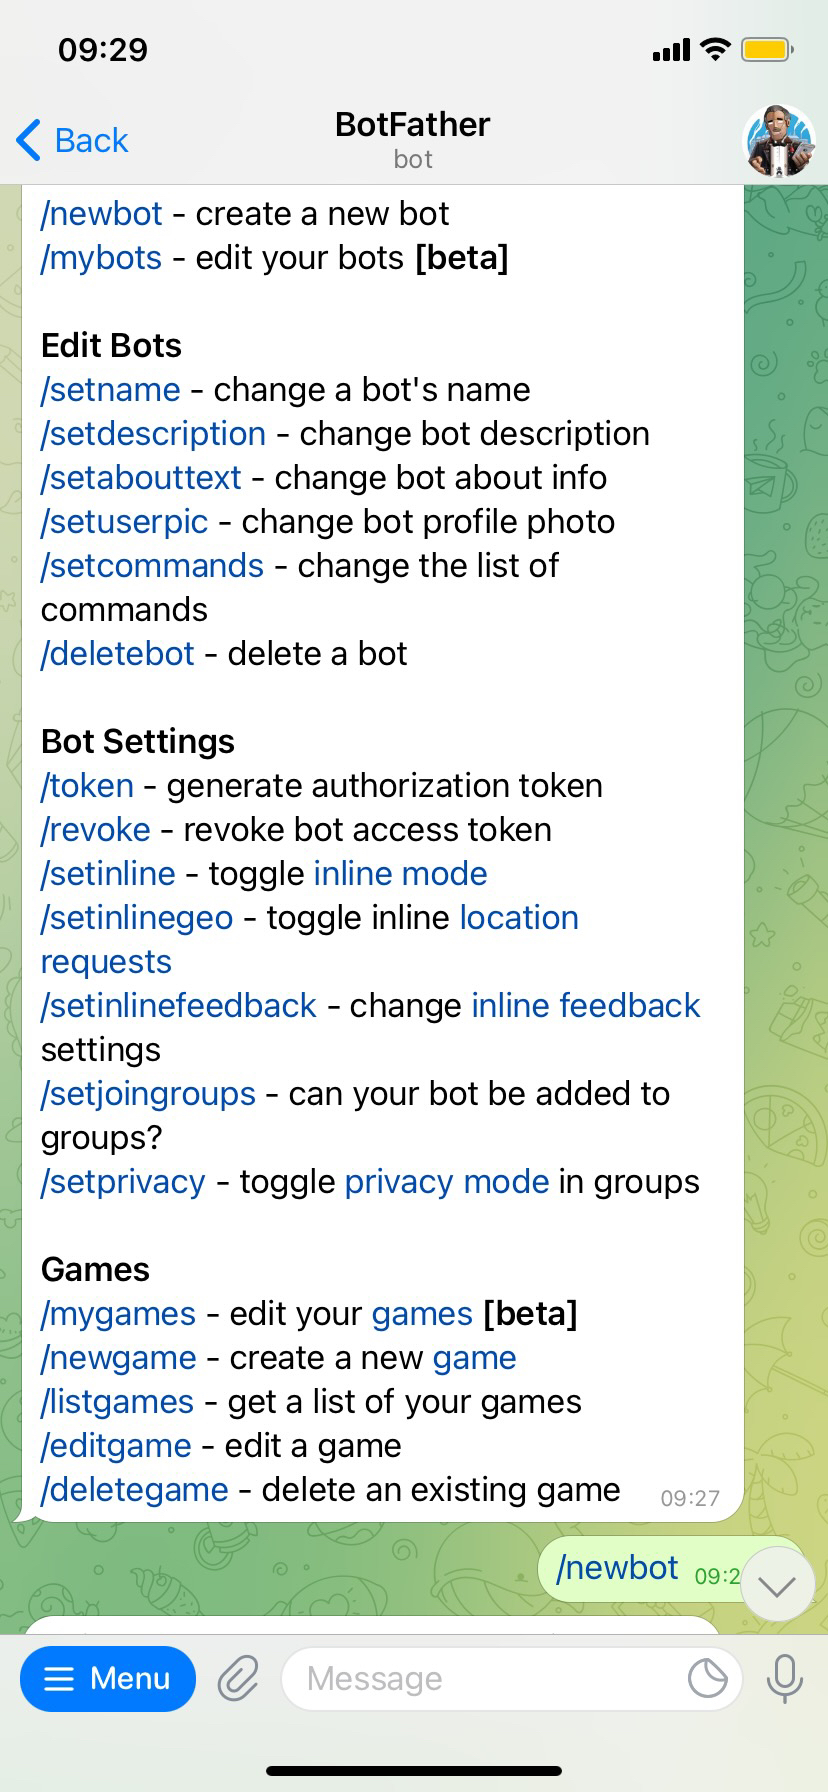 09:29
Back
BotFather
bot
/newbot - create a new bot
/mybots - edit your bots [beta]
Edit Bots
/setname - change a bot's name
/setdescription - change bot description
/setabouttext - change bot about info
/setuserpic - change bot profile photo
/setcommands - change the list of
commands
/deletebot - delete a bot
Bot Settings
/token - generate authorization token
/revoke - revoke bot access token
/setinline - toggle inline mode
/setinlinegeo - toggle inline location
requests
/setinlinefeedback - change inline feedback
settings
/setjoingroups - can your bot be added to
groups?
/setprivacy - toggle privacy mode in groups
Games
/mygames - edit your games [beta]
/newgame - create a new game
/listgames - get a list of your games
/editgame - edit a game
/deletegame - delete an existing game 09:27
/newbot 09:2
Menu
Message